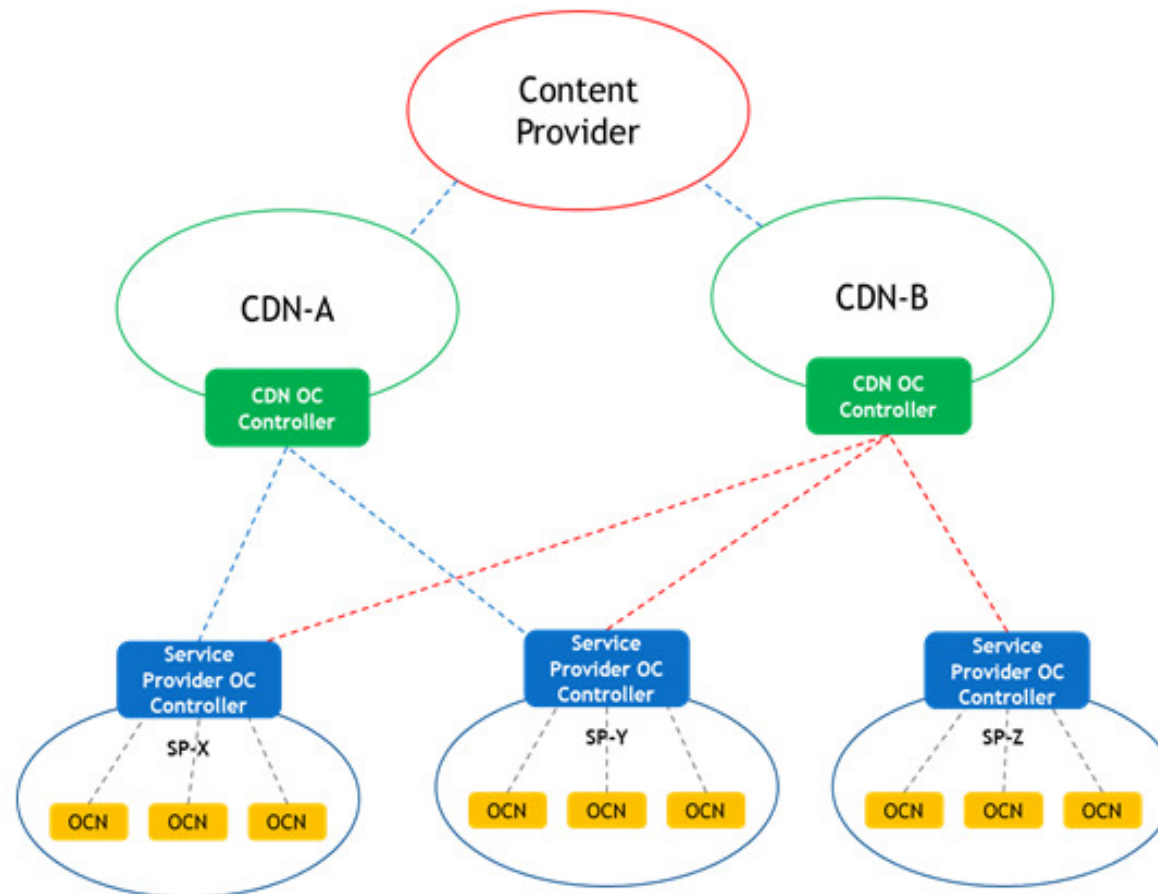 Content
Provider
CDN-A
CDN-B
CDN OC
Controller
CDN OC
Controller
Service
Provider OC
Controller
Service
Provider OC
Controller
Service
Provider OC
Controller
SP-X
SP-Y
SP-Z
OCN
OCN
OCN
OCN
OCN
OCN
OCN
OCN
OCN